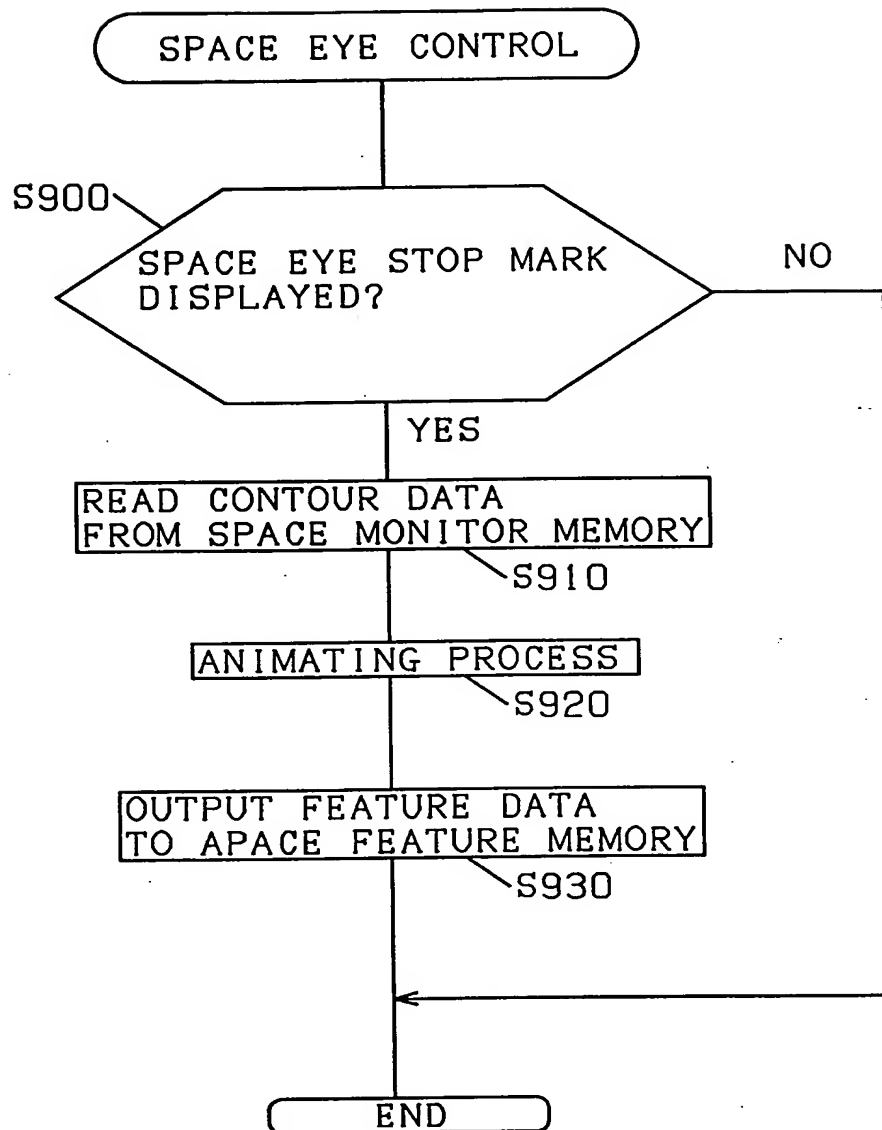 SPACE EYE CONTROL
S900
SPACE EYE STOP MARK
DISPLAYED?
NO
YES
READ CONTOUR DATA
FROM SPACE MONITOR MEMORY
S910
ANIMATING PROCESS
S920
OUTPUT FEATURE DATA
TO APACE FEATURE MEMORY
S930
END